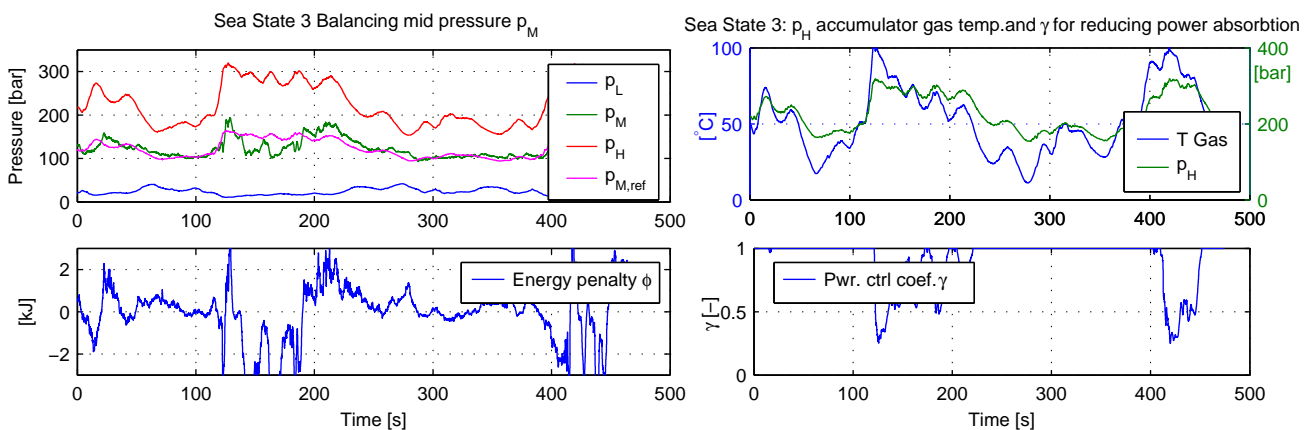 Sea State 3 Balancing mid pressure p_M
Pressure [bar]
300
200
100
0
0 100 200 300 400 500
p_L
p_M
p_H
p_M,ref
[kJ]
2
0
−2
0 100 200 300 400 500
Time [s]
Energy penalty ϕ
Sea State 3: p_H accumulator gas temp.and γ for reducing power absorbtion
[°C]
100
50
0
400
[bar]
200
0
0 100 200 300 400 500
T Gas
p_H
γ [−]
1
0.5
0
0 100 200 300 400 500
Time [s]
Pwr. ctrl coef.γ